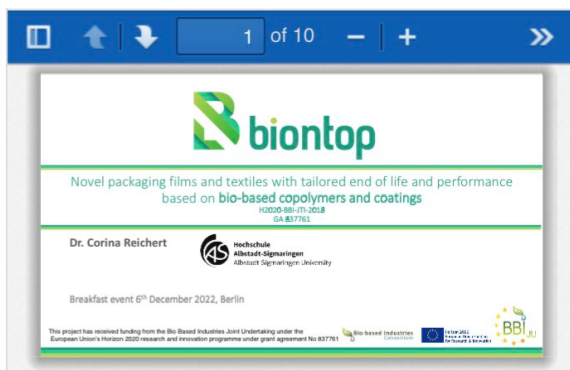 1 of 10
biontop
Novel packaging films and textiles with tailored end of life and performance
based on bio-based copolymers and coatings
H2020-BBI-JTI-2018
GA 837761
Dr. Corina Reichert
Hochschule
Albstadt-Sigmaringen
Albstadt-Sigmaringen University
Breakfast event 6th December 2022, Berlin
This project has received funding from the Bio Based Industries Joint Undertaking under the
European Union's Horizon 2020 research and innovation programme under grant agreement No 837761
Bio-based Industries
Consortium
BBI